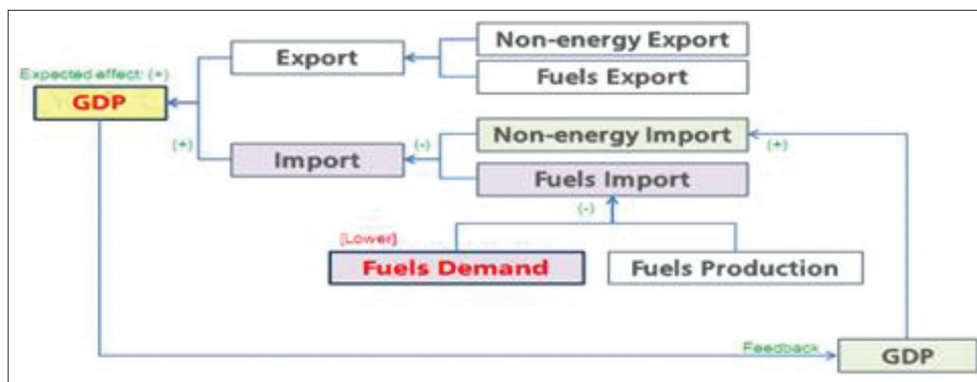 Non-energy Export
Export
Fuels Export
Expected effect: (+)
GDP
Non-energy Import
(+)
(-)
(+)
Import
Fuels Import
(-)
[Lower]
Fuels Demand
Fuels Production
Feedback
GDP